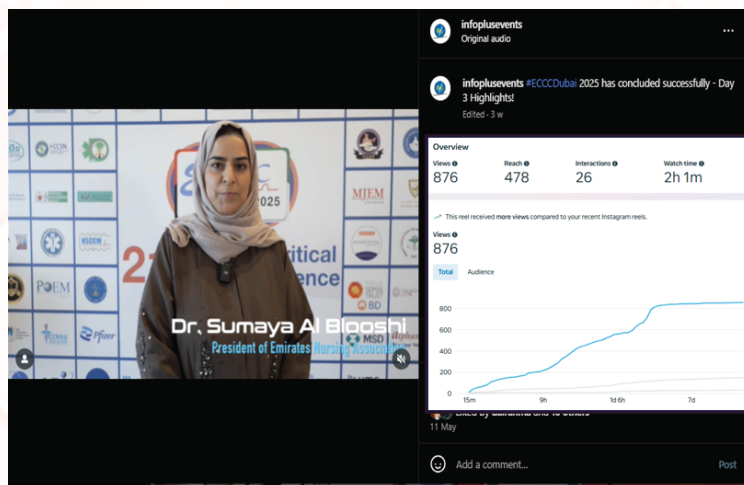 infoplusevents
Original audio
infoplusevents #ECCCDubai 2025 has concluded successfully - Day
3 Highlights!
Edited · 3 w
Overview
Views Reach Interactions Watch time
876 478 26 2h 1m
This reel received more views compared to your recent Instagram reels.
Views
876
Total Audience
800
600
400
200
0
15m 9h 1d 6h 7d
11 May
Add a comment... Post
2025
MJEM
ritical
ence
POEM
Pfizer
BD
MSD
Dr. Sumaya Al Blooshi
President of Emirates Nursing Association